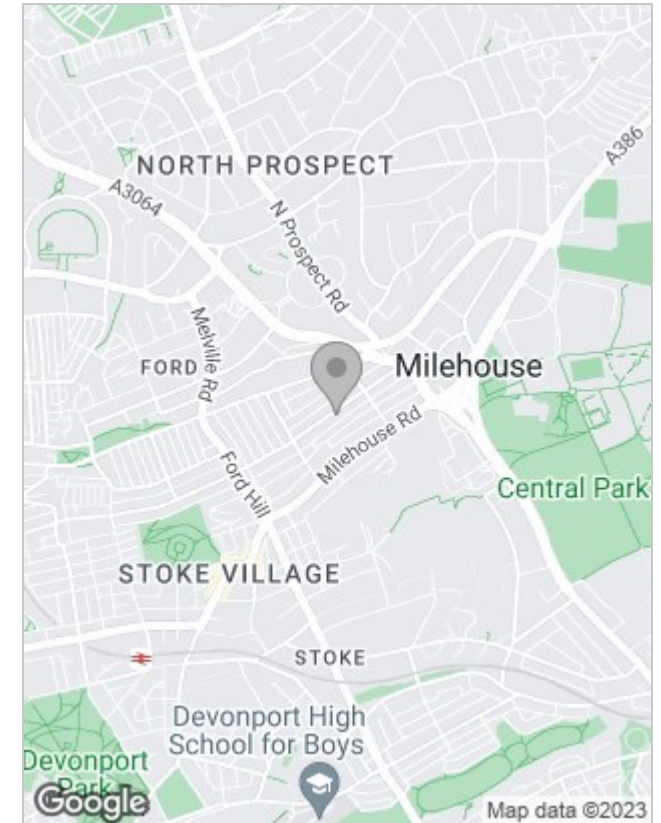 A386
NORTH PROSPECT
A3064
N Prospect Rd
Melville Rd
FORD
Milehouse
Milehouse Rd
Ford Hill
Central Park
STOKE VILLAGE
STOKE
Devonport High
School for Boys
Devonport
Park
Google
Map data ©2023